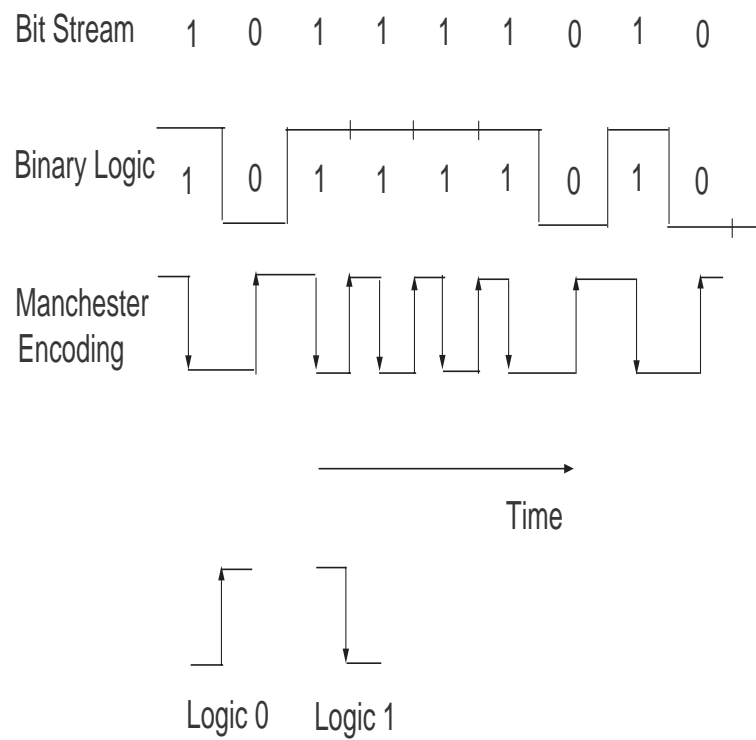 Bit Stream 1 0 1 1 1 1 0 1 0
Binary Logic 1 0 1 1 1 1 0 1 0
Manchester
Encoding
Time
Logic 0 Logic 1